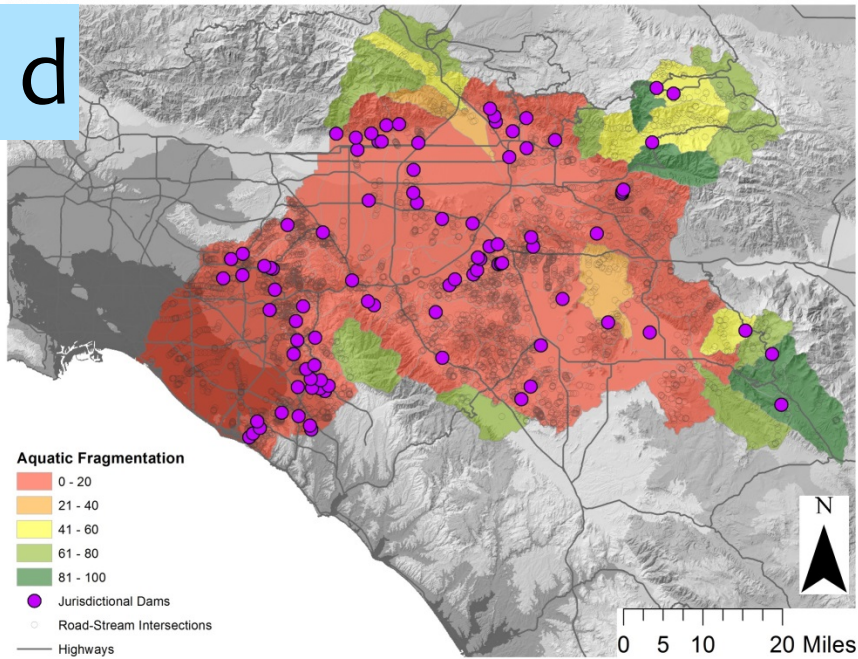 d
Aquatic Fragmentation
0 - 20
21 - 40
41 - 60
61 - 80
81 - 100
Jurisdictional Dams
Road-Stream Intersections
Highways
N
0 5 10 20 Miles